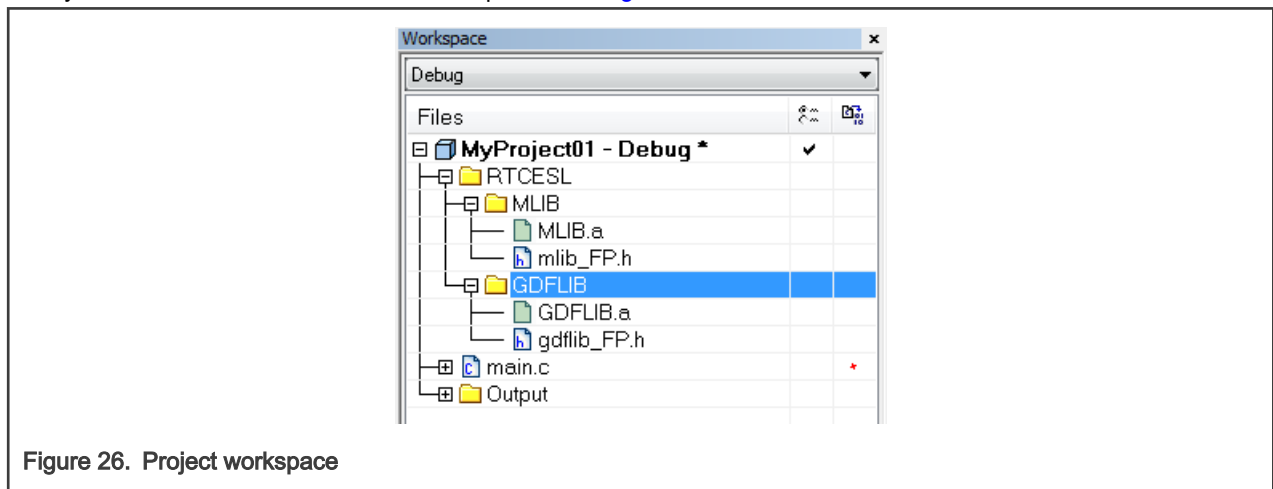 Workspace
Debug
Files
MyProject01 - Debug *
RTCESL
MLIB
MLIB.a
mlib_FP.h
GDFLIB
GDFLIB.a
gdflib_FP.h
main.c
Output
Figure 26. Project workspace